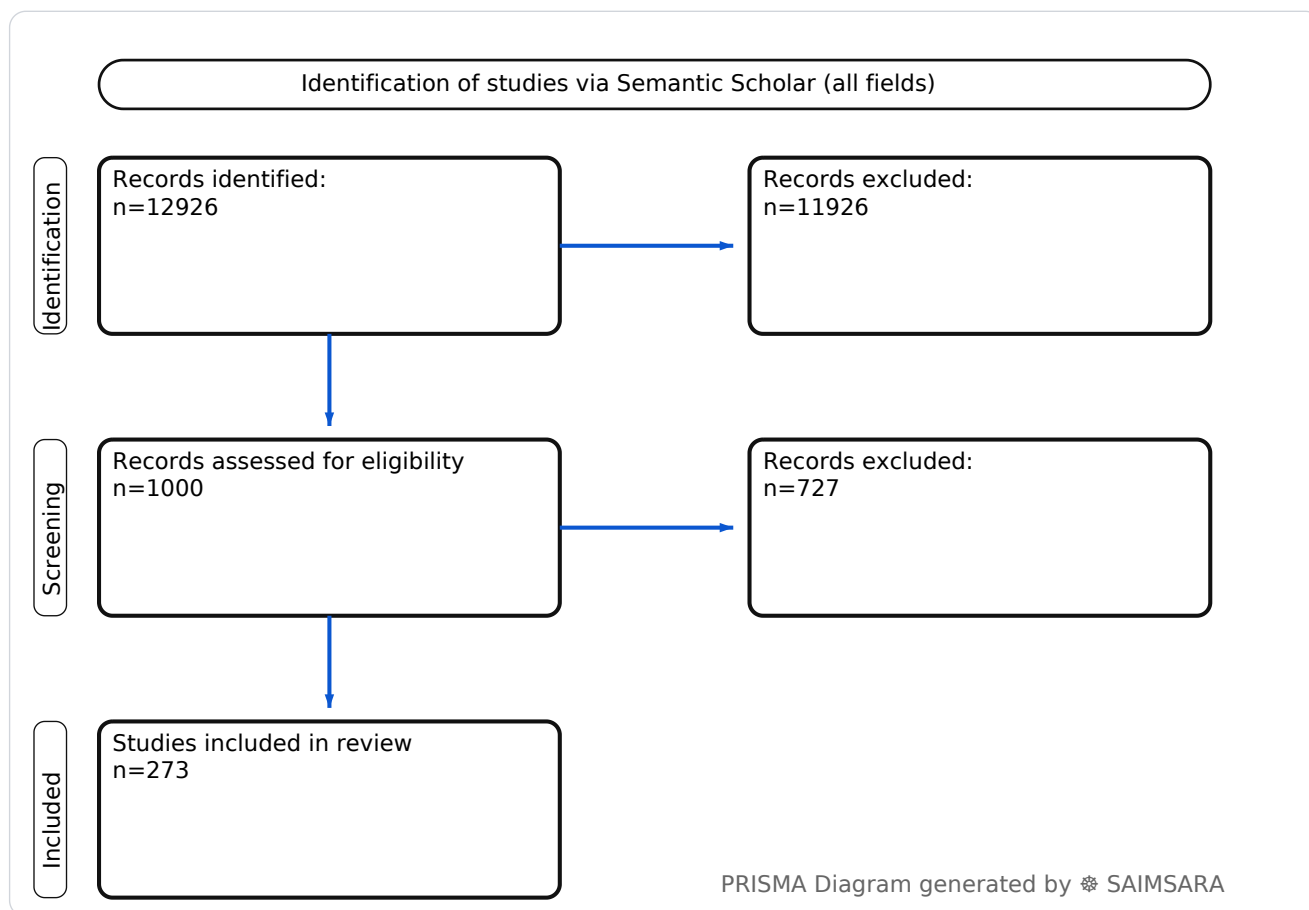 Identification of studies via Semantic Scholar (all fields)
Identification
Records identified:
n=12926
Records excluded:
n=11926
Screening
Records assessed for eligibility
n=1000
Records excluded:
n=727
Included
Studies included in review
n=273
PRISMA Diagram generated by ☸ SAIMSARA